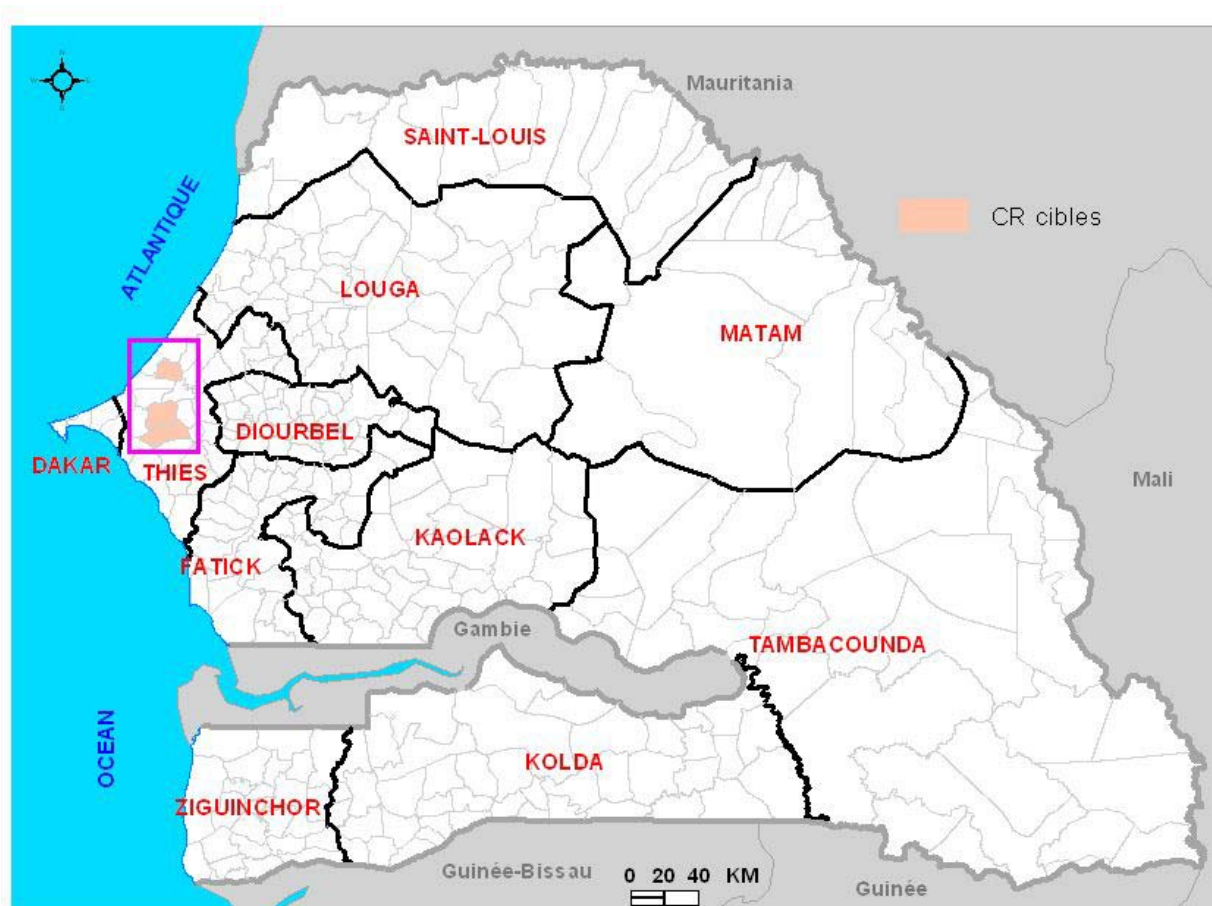 Mauritania
SAINT-LOUIS
ATLANTIQUE
CR cibles
LOUGA
MATAM
DIOURBEL
DAKAR
THIES
Mali
KAOLACK
FATICK
Gambie
TAMBACOUNDA
OCEAN
KOLDA
ZIGUINCHOR
Guinée-Bissau
0 20 40 KM
Guinée